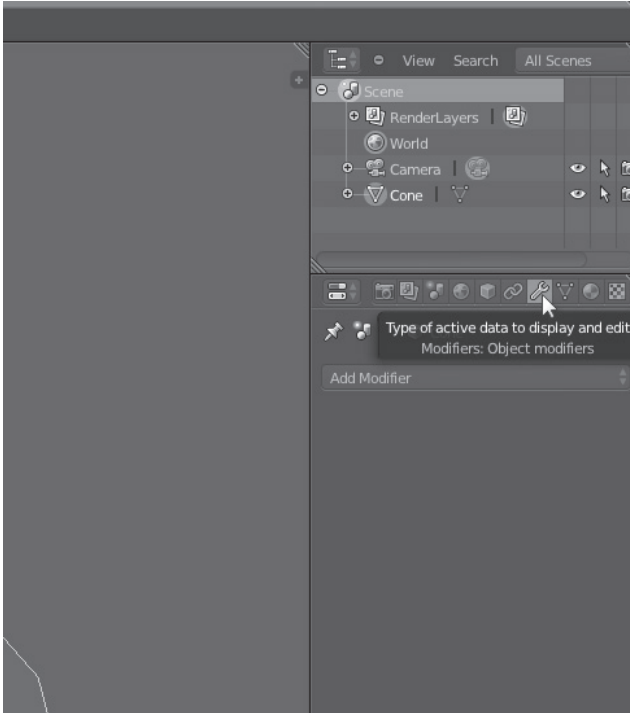 View Search All Scenes
Scene
RenderLayers
World
Camera
Cone
Type of active data to display and edit
Modifiers: Object modifiers
Add Modifier